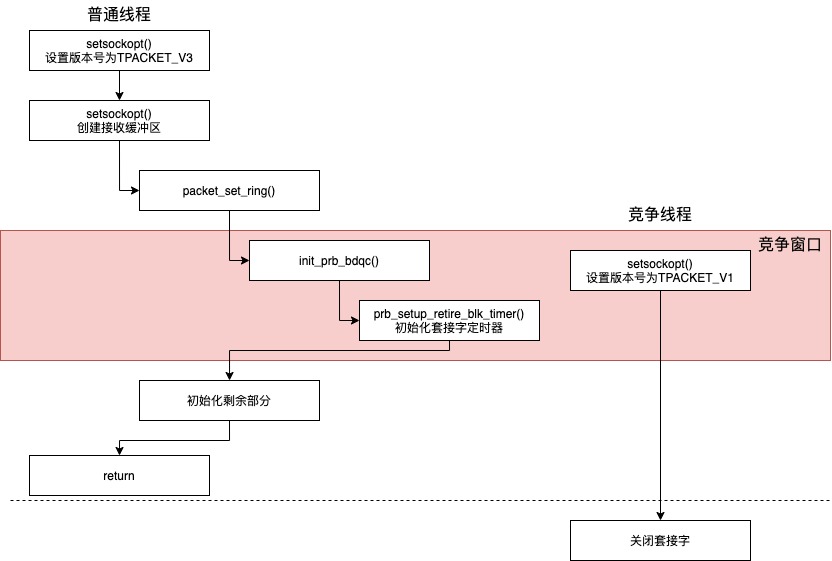 普通线程
setsockopt()
设置版本号为TPACKET_V3
setsockopt()
创建接收缓冲区
packet_set_ring()
竞争线程
竞争窗口
init_prb_bdqc()
setsockopt()
设置版本号为TPACKET_V1
prb_setup_retire_blk_timer()
初始化套接字定时器
初始化剩余部分
return
关闭套接字